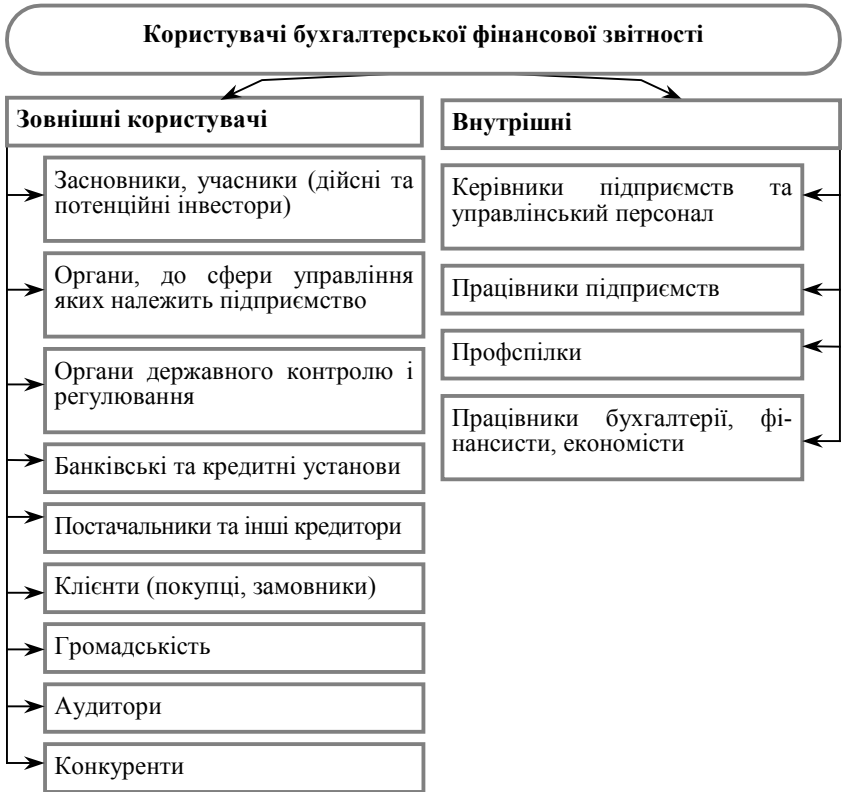 Користувачі бухгалтерської фінансової звітності
Зовнішні користувачі
Засновники, учасники (дійсні та
потенційні інвестори)
Органи, до сфери управління
яких належить підприємство
Органи державного контролю і
регулювання
Банківські та кредитні установи
Постачальники та інші кредитори
Клієнти (покупці, замовники)
Громадськість
Аудитори
Конкуренти
Внутрішні
Керівники підприємств та
управлінський персонал
Працівники підприємств
Профспілки
Працівники бухгалтерії, фі-
нансисти, економісти